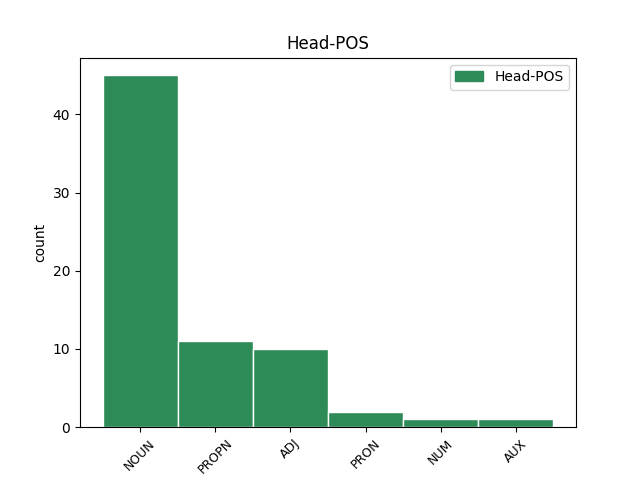 Head-POS
Head-POS
count
40
30
20
10
0
NOUN
PROPN
ADJ
PRON
NUM
AUX